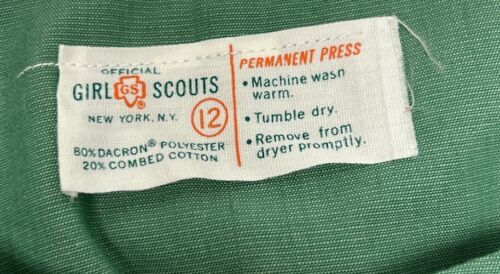 OFFICIAL
GIRL GS SCOUTS
®
NEW YORK, N.Y.
12
80% DACRON® POLYESTER
20% COMBED COTTON
PERMANENT PRESS
• Machine wash
warm.
• Tumble dry.
• Remove from
dryer promptly.